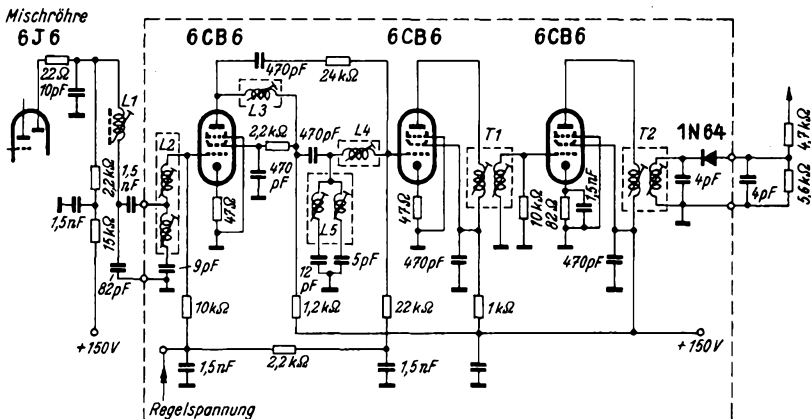 Mischröhre
6J6
6CB6
6CB6
6CB6
22Ω
10pF
L1
2,2kΩ
1,5nF
15kΩ
82pF
+150V
1,5
nF
L2
9pF
10kΩ
470pF
24kΩ
L3
2,2kΩ
470
pF
47Ω
470pF
L4
L5
12
pF
5pF
1,2kΩ
22kΩ
47Ω
470pF
1kΩ
T1
10kΩ
82Ω
1,5nF
470pF
T2
1N64
4pF
4pF
4,7kΩ
5,6kΩ
+150V
1,5nF
2,2kΩ
1,5nF
Regelspannung